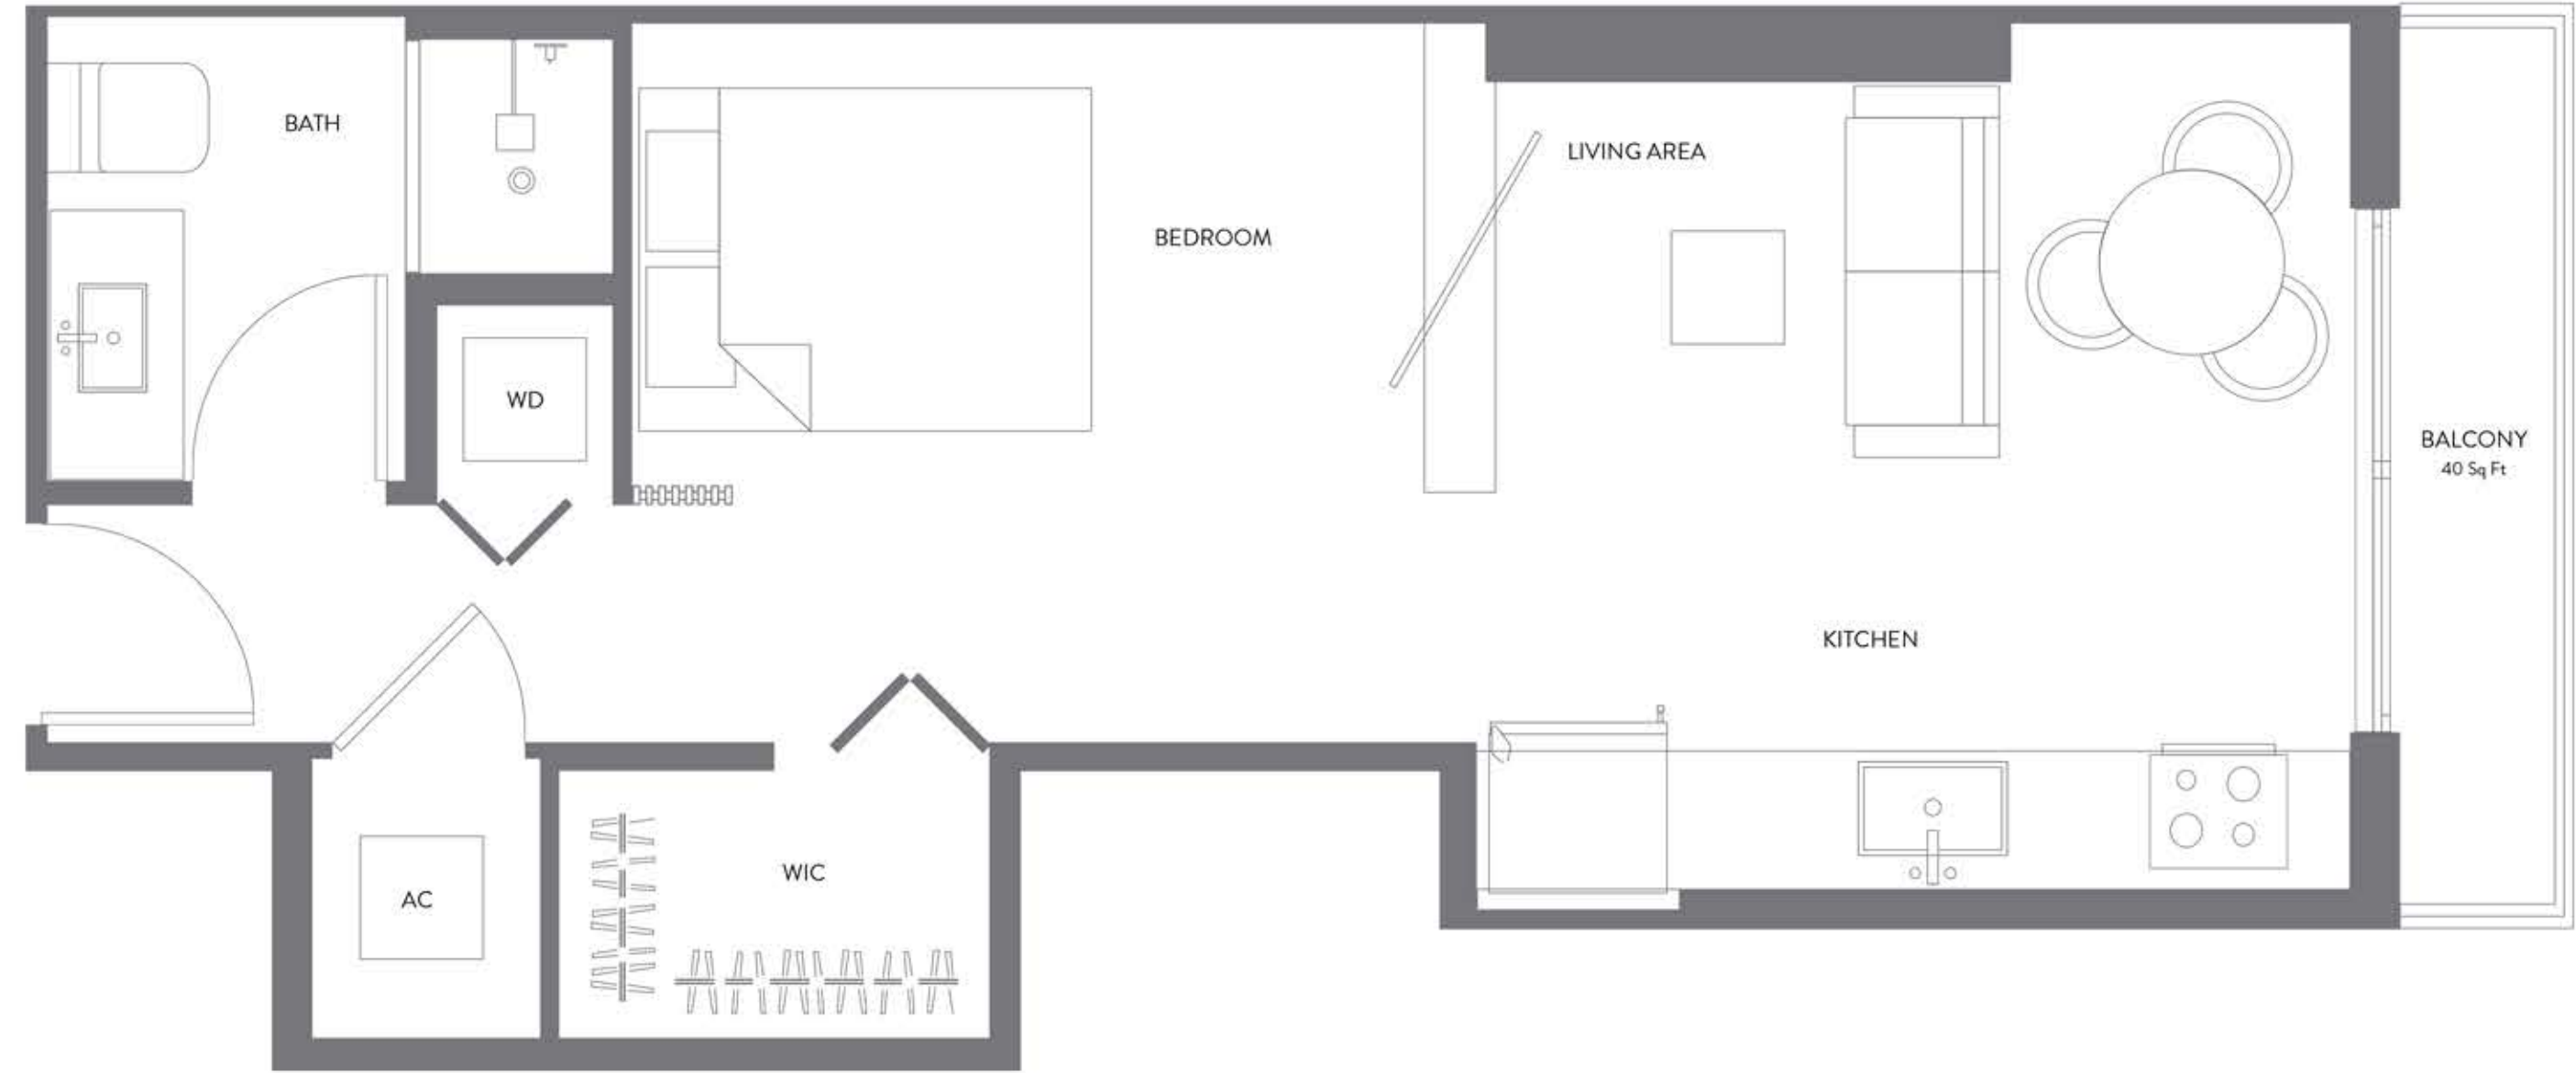 BATH
LIVING AREA
BEDROOM
WD
BALCONY
40 Sq Ft
KITCHEN
WIC
AC